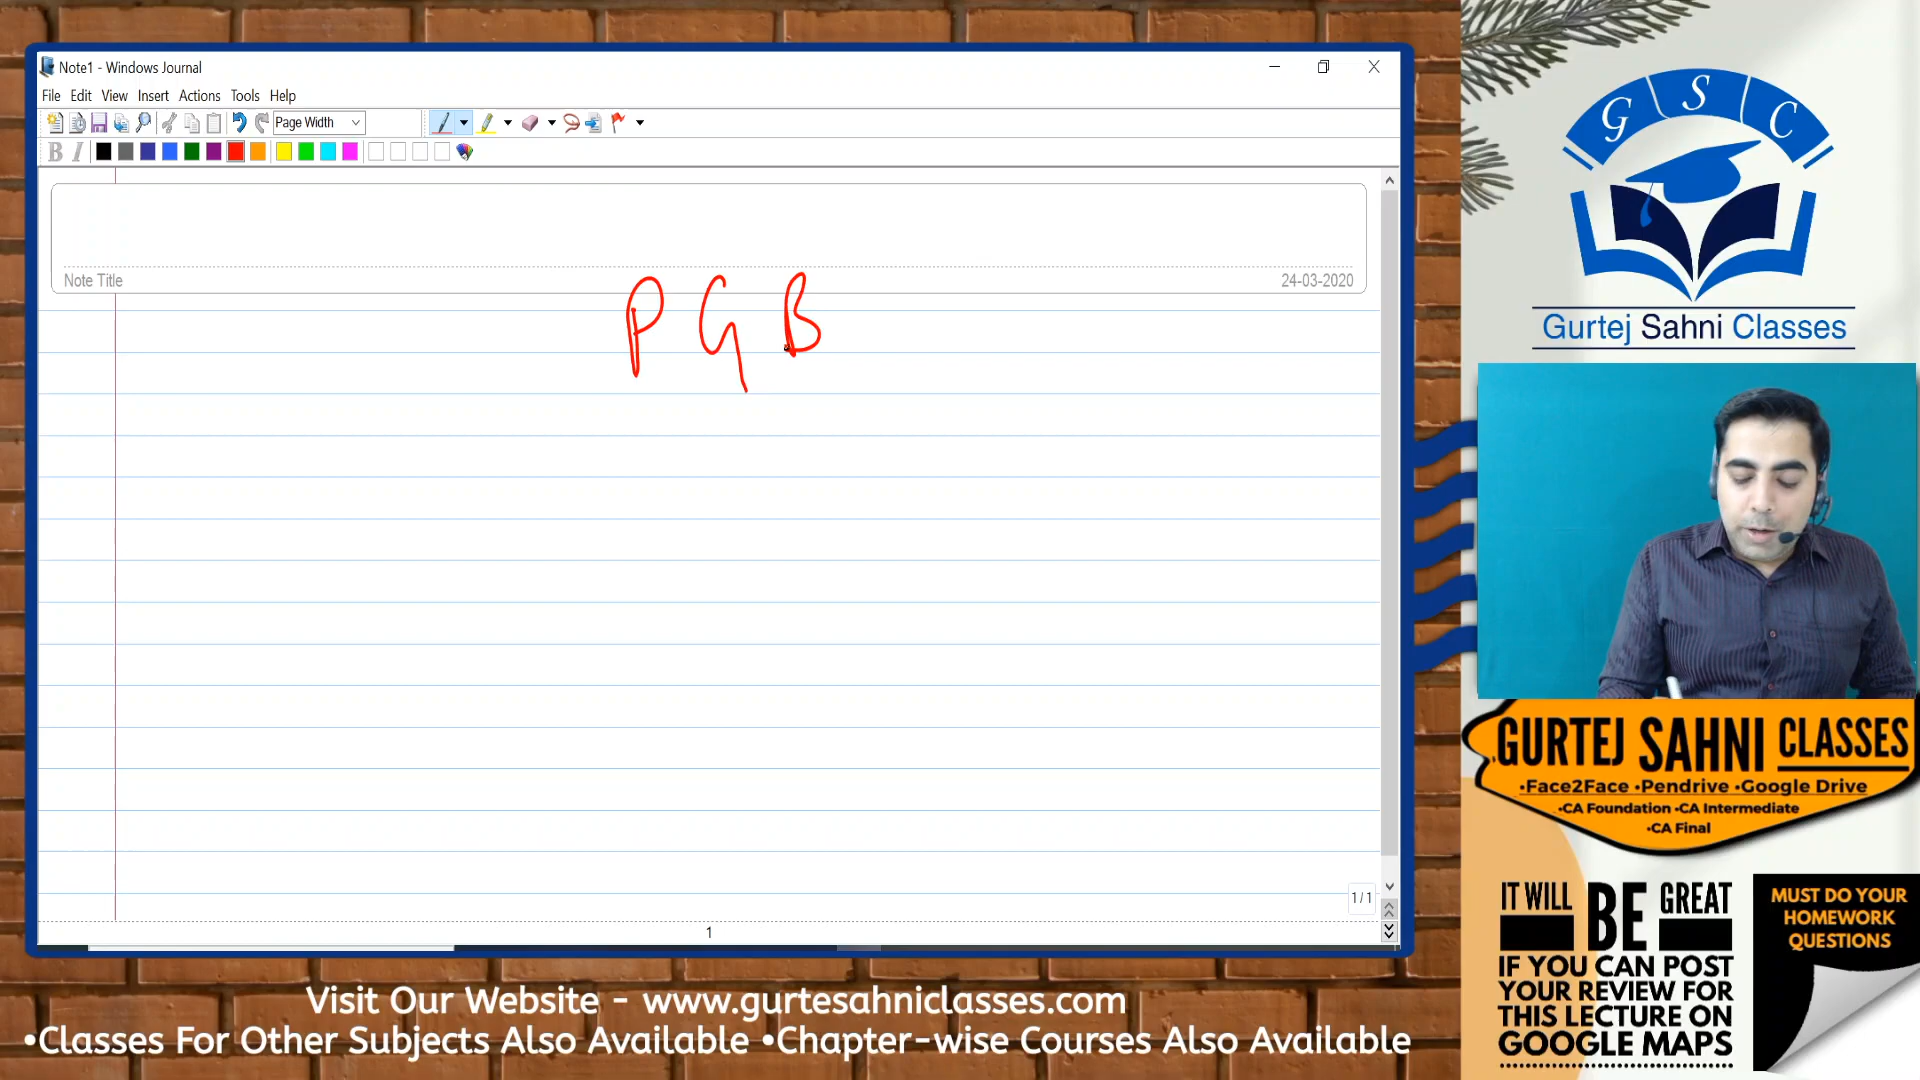 Note1 - Windows Journal
File Edit View Insert Actions Tools Help
Page Width
B I
Note Title
24-03-2020
P G B
1 / 1
1
G S C
Gurtej Sahni Classes
GURTEJ SAHNI CLASSES
•Face2Face •Pendrive •Google Drive
•CA Foundation •CA Intermediate
•CA Final
IT WILL BE GREAT
IF YOU CAN POST
YOUR REVIEW FOR
THIS LECTURE ON
GOOGLE MAPS
MUST DO YOUR
HOMEWORK
QUESTIONS
Visit Our Website - www.gurtesahniclasses.com
•Classes For Other Subjects Also Available •Chapter-wise Courses Also Available